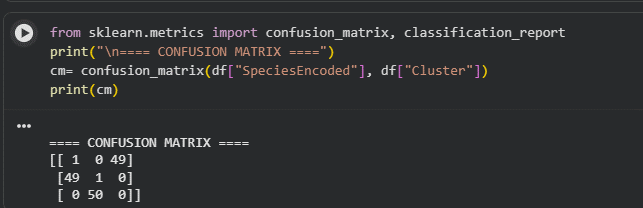 from sklearn.metrics import confusion_matrix, classification_report
print("\n==== CONFUSION MATRIX ====")
cm= confusion_matrix(df["SpeciesEncoded"], df["Cluster"])
print(cm)
...
==== CONFUSION MATRIX ====
[[ 1  0 49]
 [49  1  0]
 [ 0 50  0]]